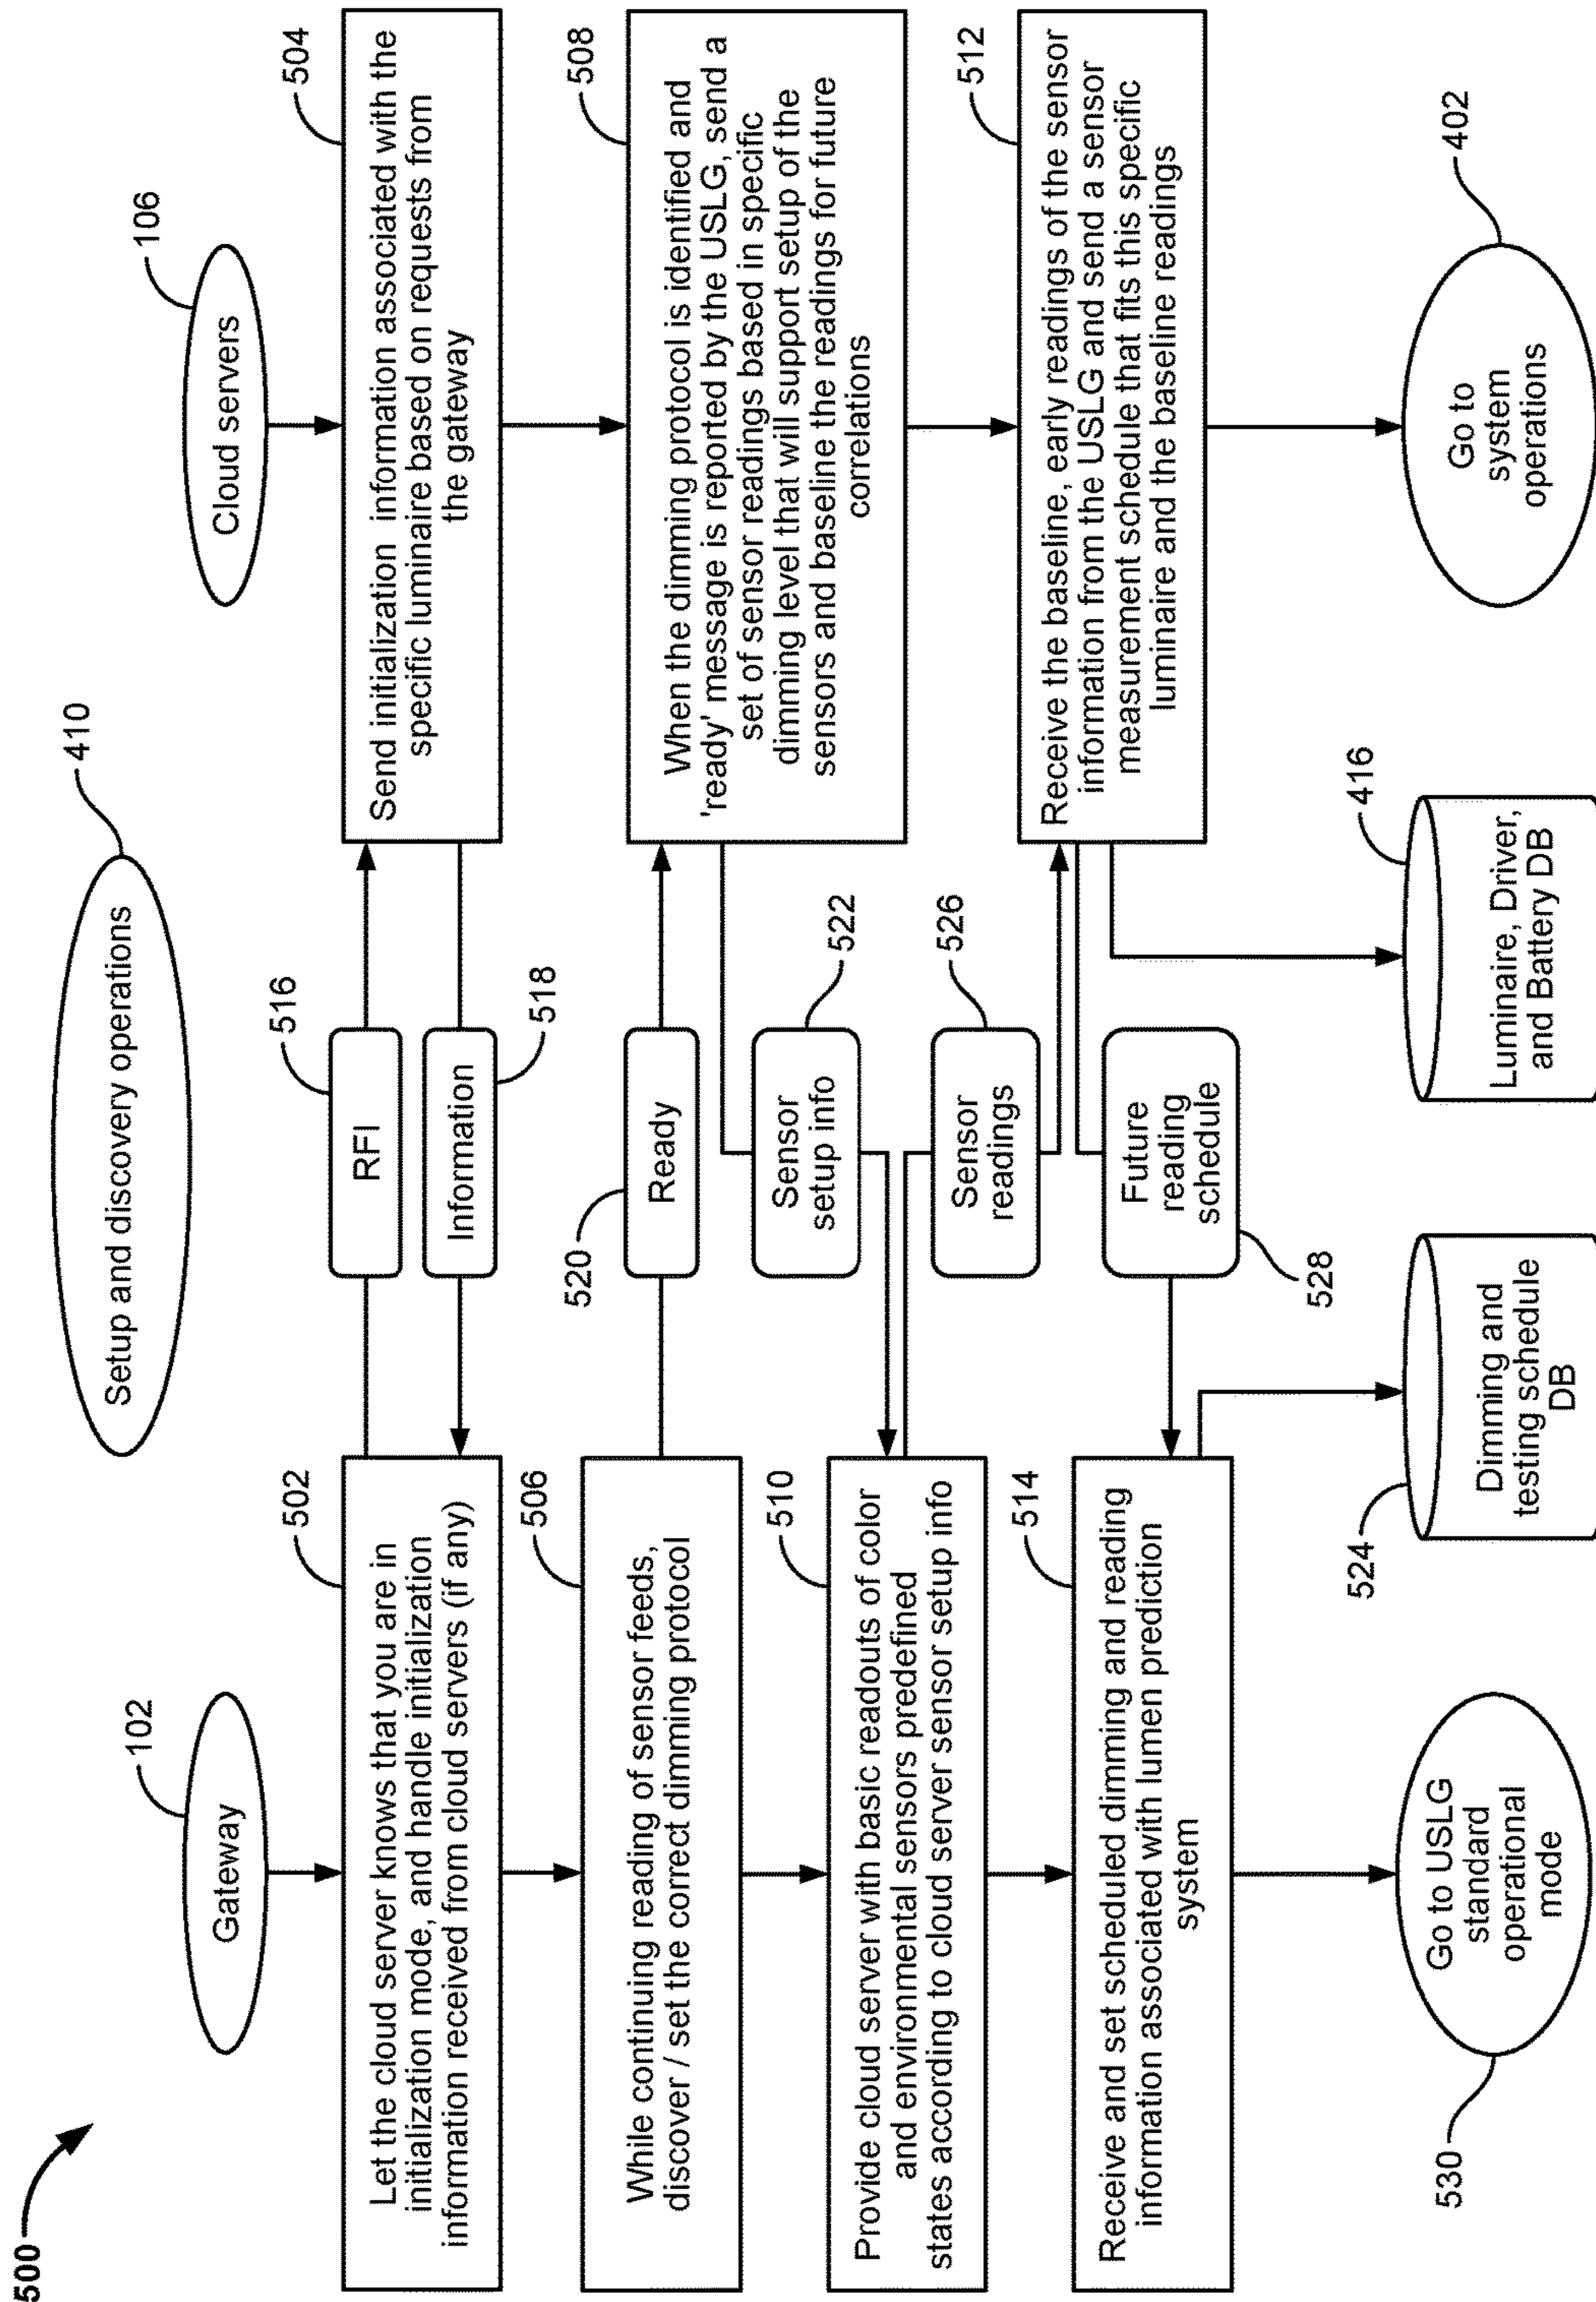 500
Setup and discovery operations
410
Gateway
102
Cloud servers
106
Let the cloud server knows that you are in
initialization mode, and handle initialization
information received from cloud servers (if any)
502
RFI
516
Information
518
Send initialization information associated with the
specific luminaire based on requests from
the gateway
504
While continuing reading of sensor feeds,
discover / set the correct dimming protocol
506
Ready
520
When the dimming protocol is identified and
'ready' message is reported by the USLG, send a
set of sensor readings based in specific
dimming level that will support setup of the
sensors and baseline the readings for future
correlations
508
Sensor
setup info
522
Provide cloud server with basic readouts of color
and environmental sensors predefined
states according to cloud server sensor setup info
510
Sensor
readings
526
Receive the baseline, early readings of the sensor
information from the USLG and send a sensor
measurement schedule that fits this specific
luminaire and the baseline readings
512
Receive and set scheduled dimming and reading
information associated with lumen prediction
system
514
Future
reading
schedule
528
Go to USLG
standard
operational
mode
530
Dimming and
testing schedule
DB
524
Luminaire, Driver,
and Battery DB
416
Go to
system
operations
402